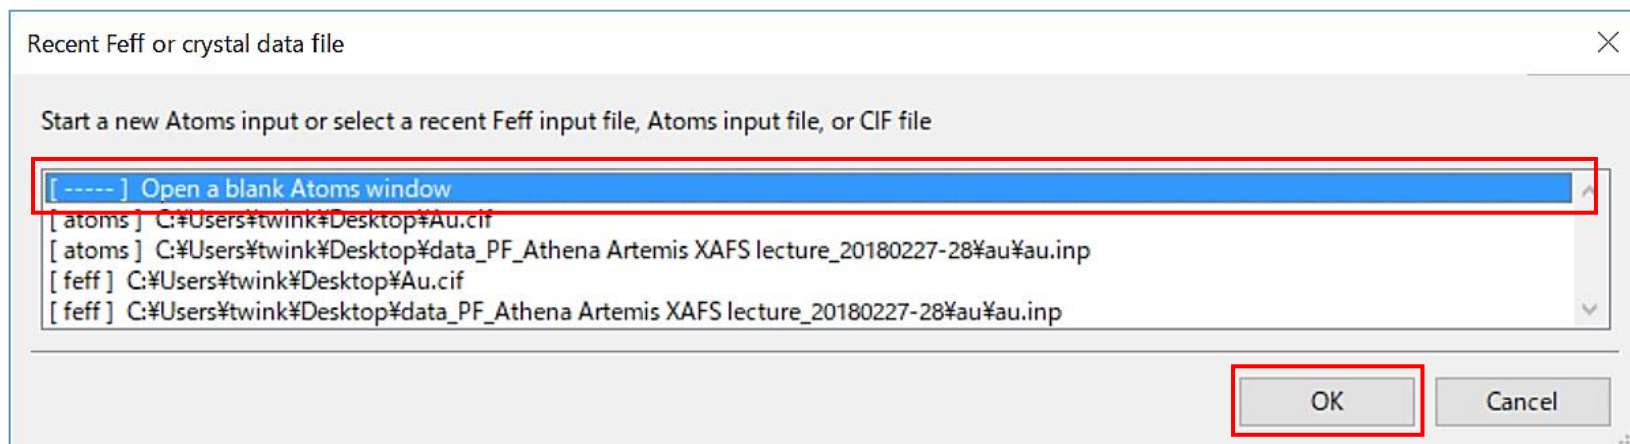 Recent Feff or crystal data file
Start a new Atoms input or select a recent Feff input file, Atoms input file, or CIF file
[ ----- ]  Open a blank Atoms window
[ atoms ]  C:¥Users¥twink¥Desktop¥Au.cif
[ atoms ]  C:¥Users¥twink¥Desktop¥data_PF_Athena Artemis XAFS lecture_20180227-28¥au¥au.inp
[ feff ]  C:¥Users¥twink¥Desktop¥Au.cif
[ feff ]  C:¥Users¥twink¥Desktop¥data_PF_Athena Artemis XAFS lecture_20180227-28¥au¥au.inp
OK
Cancel